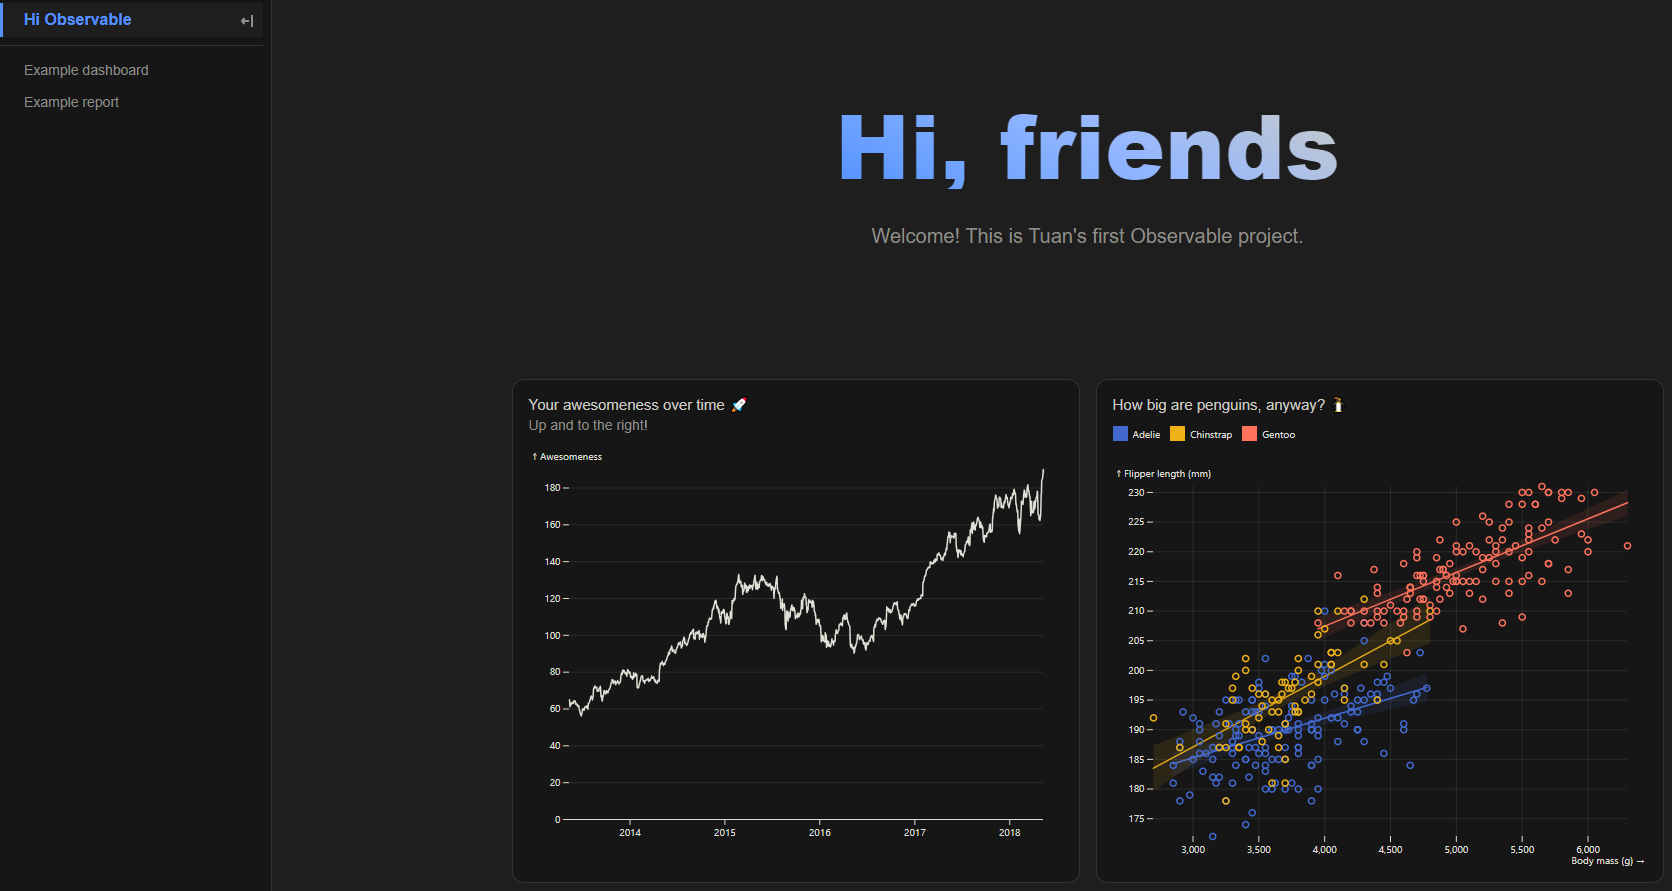 Hi Observable
Example dashboard
Example report
Hi, friends
Welcome! This is Tuan's first Observable project.
Your awesomeness over time 🚀
Up and to the right!
↑ Awesomeness
180
160
140
120
100
80
60
40
20
0
2014 2015 2016 2017 2018
How big are penguins, anyway? 🐧
Adelie Chinstrap Gentoo
↑ Flipper length (mm)
230
225
220
215
210
205
200
195
190
185
180
175
3,000 3,500 4,000 4,500 5,000 5,500 6,000
Body mass (g) →